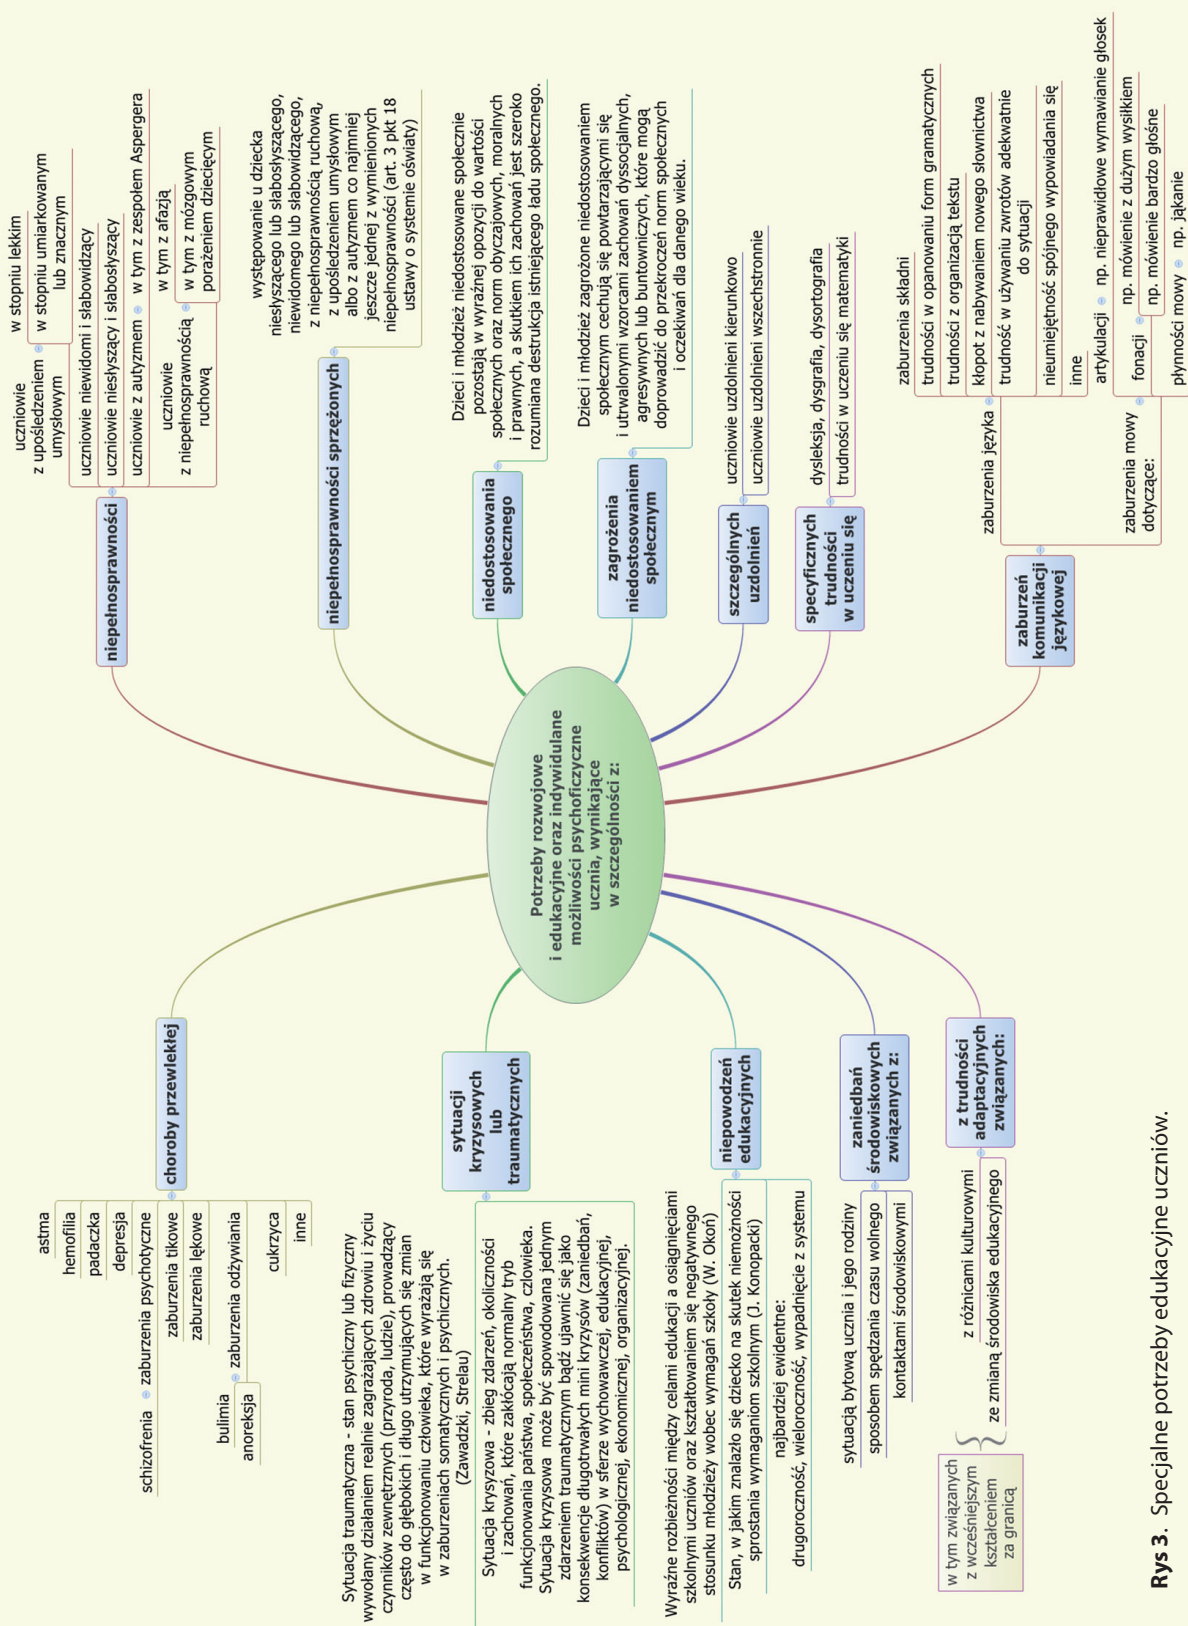 Potrzeby rozwojowe
i edukacyjne oraz indywidulane
możliwości psychoficzyczne
ucznia, wynikające
w szczególności z:
niepełnosprawności
uczniowie
z upośledzeniem
umysłowym
w stopniu lekkim
w stopniu umiarkowanym
lub znacznym
uczniowie niewidomi i słabowidzący
uczniowie niesłyszący i słabosłyszący
uczniowie z autyzmem
w tym z zespołem Aspergera
uczniowie
z niepełnosprawnością
ruchową
w tym z afazją
w tym z mózgowym
porażeniem dziecięcym
niepełnosprawności sprzężonych
występowanie u dziecka
niesłyszącego lub słabosłyszącego,
niewidomego lub słabowidzącego,
z niepełnosprawnością ruchową,
z upośledzeniem umysłowym
albo z autyzmem co najmniej
jeszcze jednej z wymienionych
niepełnosprawności (art. 3 pkt 18
ustawy o systemie oświaty)
niedostosowania
społecznego
Dzieci i młodzież niedostosowane społecznie
pozostają w wyraźnej opozycji do wartości
społecznych oraz norm obyczajowych, moralnych
i prawnych, a skutkiem ich zachowań jest szeroko
rozumiana destrukcja istniejącego ładu społecznego.
zagrożenia
niedostosowaniem
społecznym
Dzieci i młodzież zagrożone niedostosowaniem
społecznym cechują się powtarzającymi się
i utrwalonymi wzorcami zachowań dyssocjalnych,
agresywnych lub buntowniczych, które mogą
doprowadzić do przekroczeń norm społecznych
i oczekiwań dla danego wieku.
szczególnych
uzdolnień
uczniowie uzdolnieni kierunkowo
uczniowie uzdolnieni wszechstronnie
specyficznych
trudności
w uczeniu się
dysleksja, dysgrafia, dysortografia
trudności w uczeniu się matematyki
zaburzeń
komunikacji
językowej
zaburzenia języka
zaburzenia składni
trudności w opanowaniu form gramatycznych
trudności z organizacją tekstu
kłopot z nabywaniem nowego słownictwa
trudność w używaniu zwrotów adekwatnie
do sytuacji
nieumiejętność spójnego wypowiadania się
inne
zaburzenia mowy
dotyczące:
artykulacji
np. nieprawidłowe wymawianie głosek
fonacji
np. mówienie z dużym wysiłkiem
np. mówienie bardzo głośne
płynności mowy
np. jąkanie
choroby przewlekłej
astma
hemofilia
padaczka
depresja
zaburzenia psychotyczne
schizofrenia
zaburzenia tikowe
zaburzenia lękowe
zaburzenia odżywiania
bulimia
anoreksja
cukrzyca
inne
sytuacji
kryzysowych
lub
traumatycznych
Sytuacja traumatyczna - stan psychiczny lub fizyczny
wywołany działaniem realnie zagrażających zdrowiu i życiu
czynników zewnętrznych (przyroda, ludzie), prowadzący
często do głębokich i długo utrzymujących się zmian
w funkcjonowaniu człowieka, które wyrażają się
w zaburzeniach somatycznych i psychicznych.
(Zawadzki, Strelau)
Sytuacja krysyzowa - zbieg zdarzeń, okoliczności
i zachowań, które zakłócają normalny tryb
funkcjonowania państwa, społeczeństwa, człowieka.
Sytuacja kryzysowa może być spowodowana jednym
zdarzeniem traumatycznym bądź ujawnić się jako
konsekwencje długotrwałych mini kryzysów (zaniedbań,
konfliktów) w sferze wychowawczej, edukacyjnej,
psychologicznej, ekonomicznej, organizacyjnej.
niepowodzeń
edukacyjnych
Wyraźne rozbieżności między celami edukacji a osiągnięciami
szkolnymi uczniów oraz kształtowaniem się negatywnego
stosunku młodzieży wobec wymagań szkoły (W. Okoń)
Stan, w jakim znalazło się dziecko na skutek niemożności
sprostania wymaganiom szkolnym (J. Konopacki)
najbardziej ewidentne:
drugoroczność, wieloroczność, wypadnięcie z systemu
zaniedbań
środowiskowych
związanych z:
sytuacją bytową ucznia i jego rodziny
sposobem spędzania czasu wolnego
kontaktami środowiskowymi
z trudności
adaptacyjnych
związanych:
z różnicami kulturowymi
ze zmianą środowiska edukacyjnego
w tym związanych
z wcześniejszym
kształceniem
za granicą
Rys 3. Specjalne potrzeby edukacyjne uczniów.